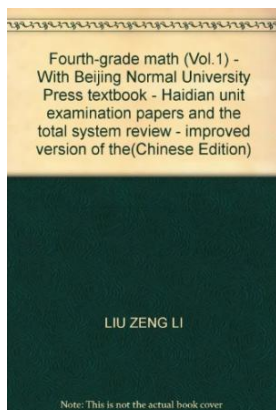 Fourth-grade math (Vol.1) -
With Beijing Normal University
Press textbook - Haidian unit
examination papers and the
total system review - improved
version of the(Chinese Edition)
LIU ZENG LI
Note: This is not the actual book cover